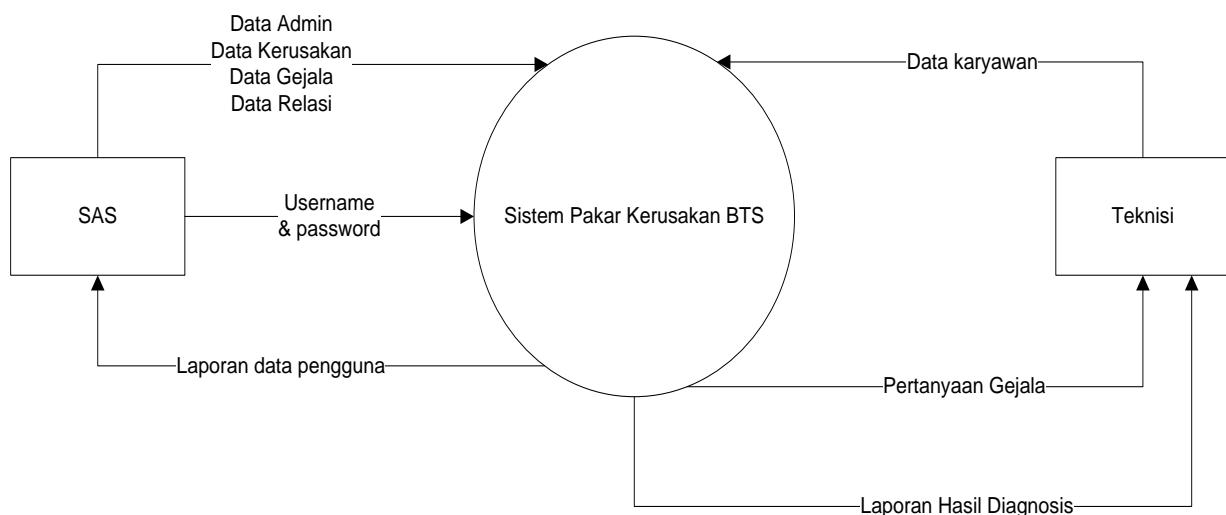 Data Admin
Data Kerusakan
Data Gejala
Data Relasi
Data karyawan
SAS
Username
& password
Sistem Pakar Kerusakan BTS
Teknisi
Laporan data pengguna
Pertanyaan Gejala
Laporan Hasil Diagnosis